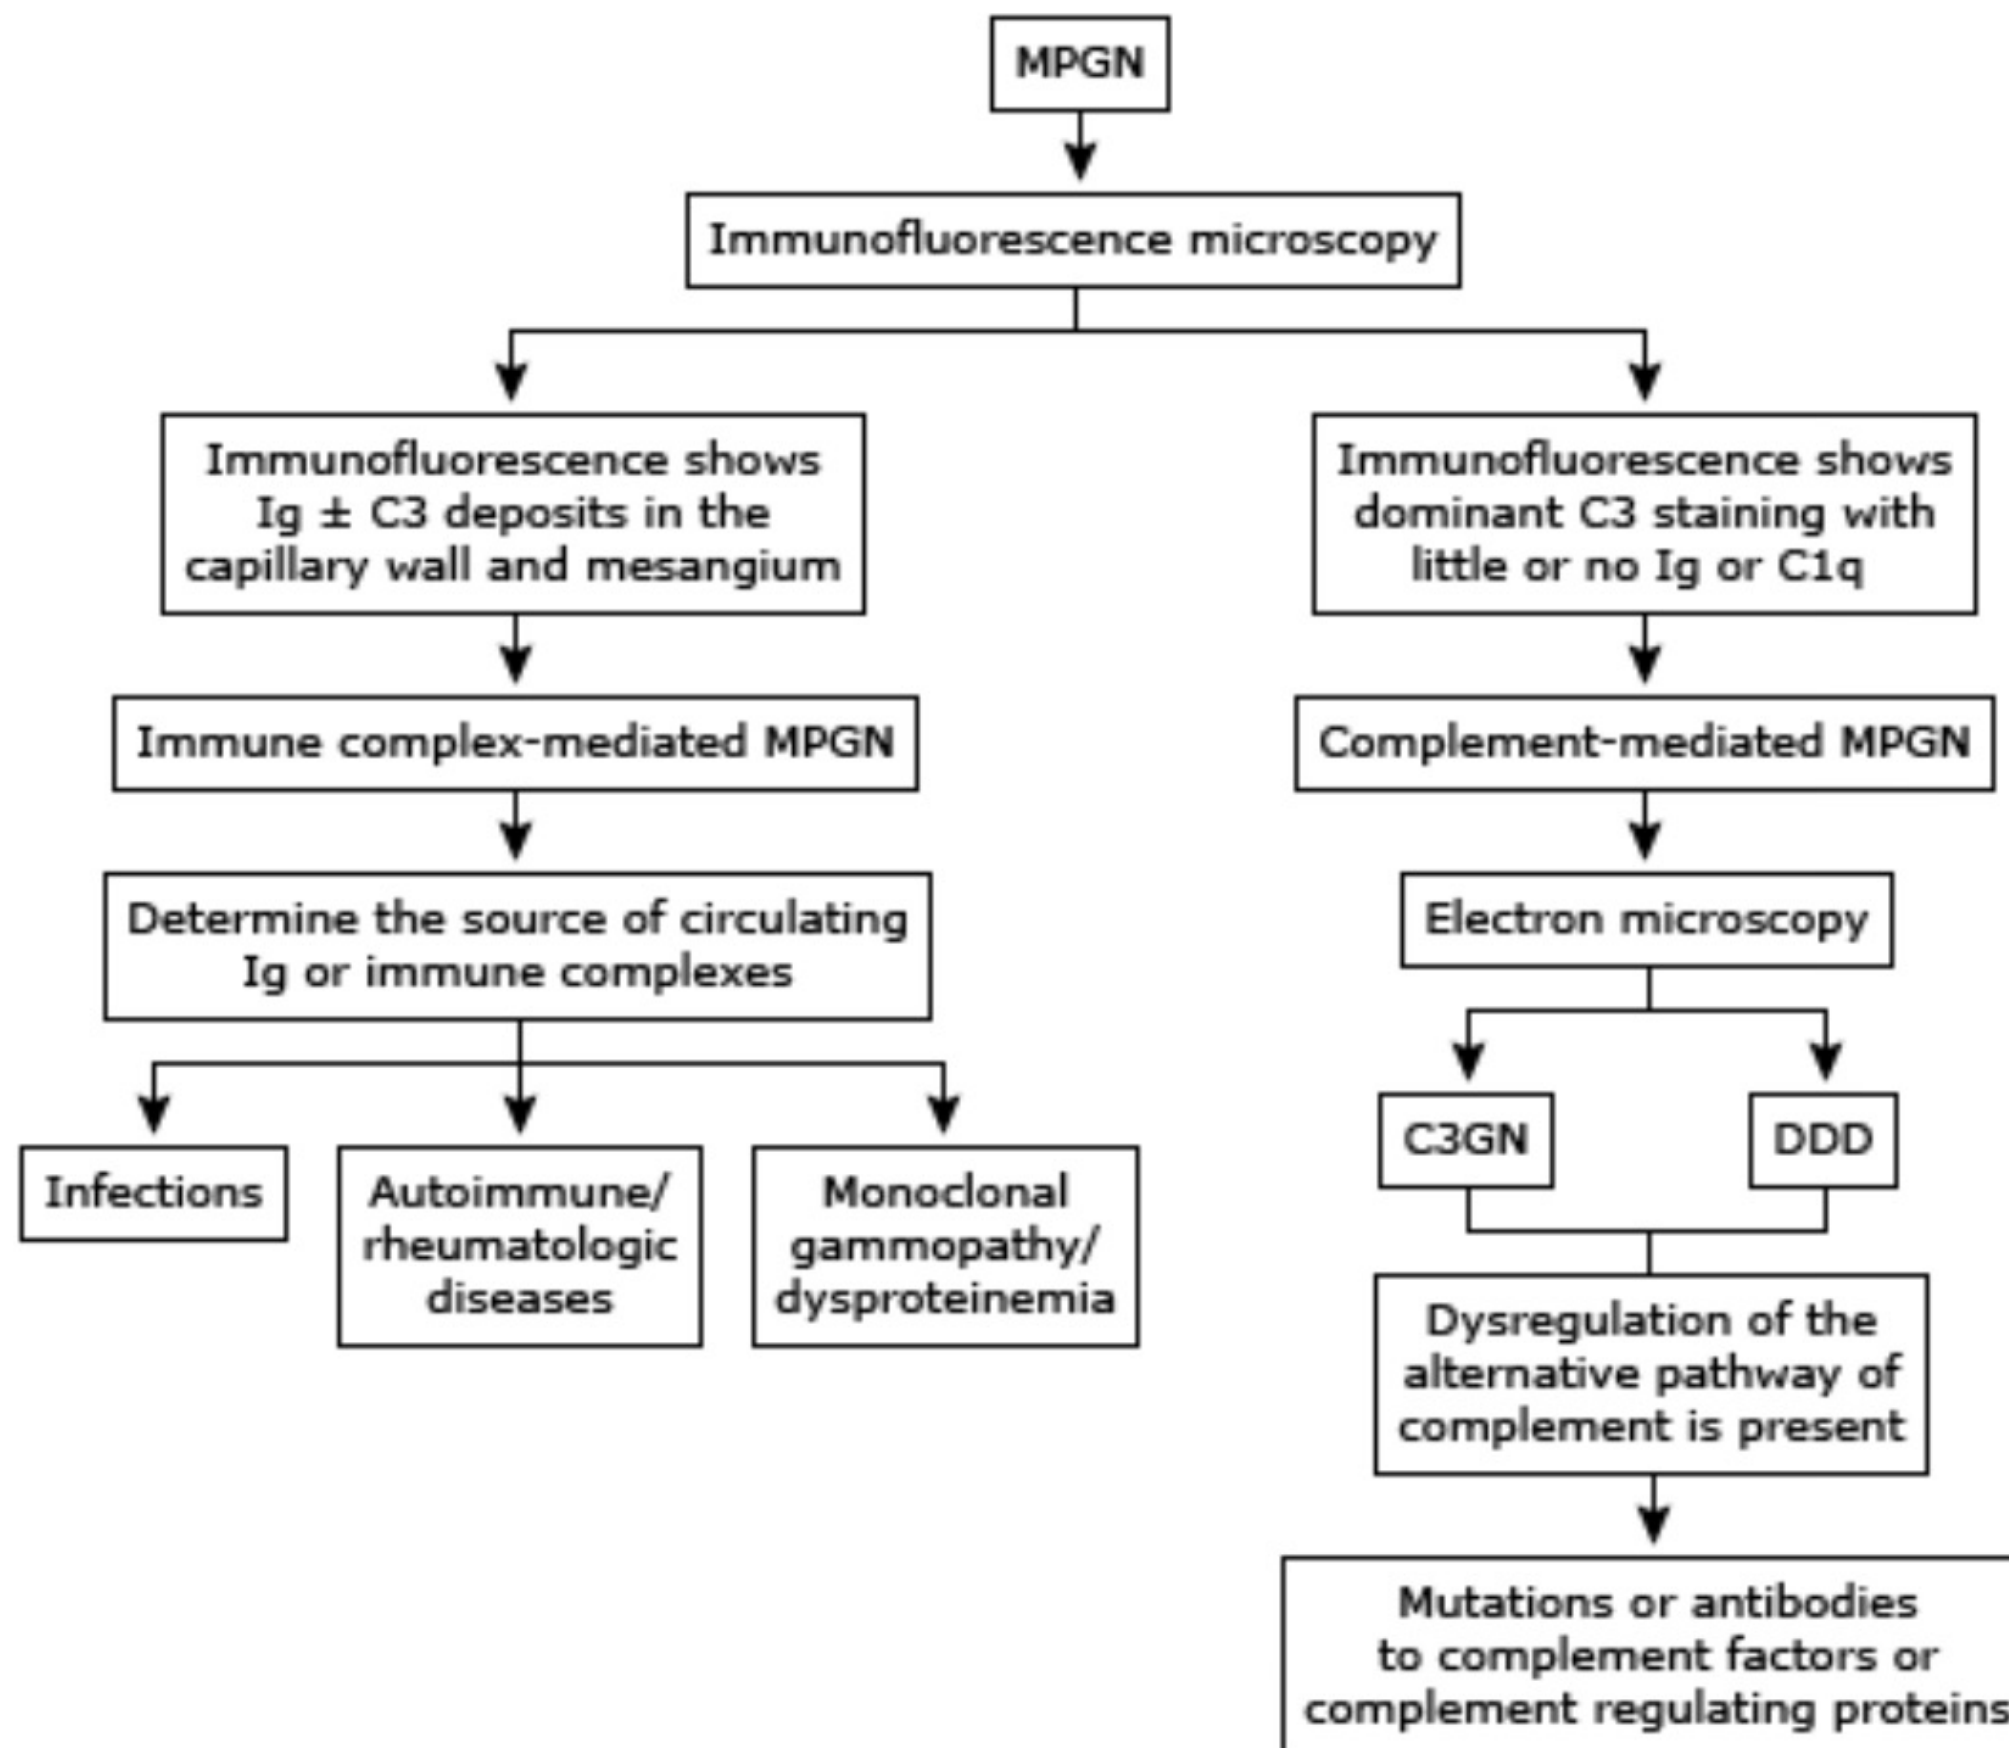 MPGN
Immunofluorescence microscopy
Immunofluorescence shows
Ig ± C3 deposits in the
capillary wall and mesangium
Immunofluorescence shows
dominant C3 staining with
little or no Ig or C1q
Immune complex-mediated MPGN
Complement-mediated MPGN
Determine the source of circulating
Ig or immune complexes
Electron microscopy
Infections
Autoimmune/
rheumatologic
diseases
Monoclonal
gammopathy/
dysproteinemia
C3GN
DDD
Dysregulation of the
alternative pathway of
complement is present
Mutations or antibodies
to complement factors or
complement regulating proteins